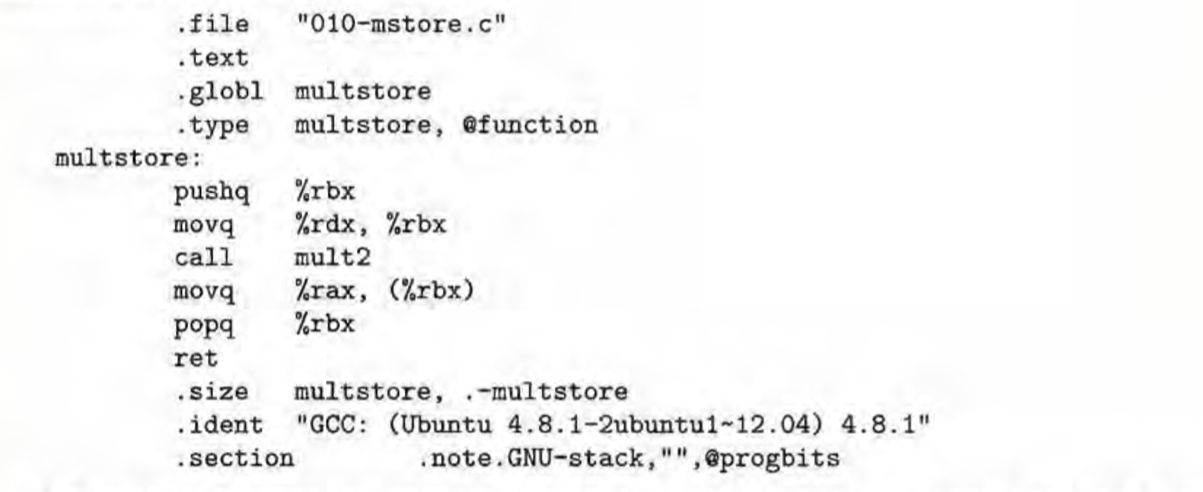 .file "010-mstore.c"
.text
.globl multstore
.type multstore, @function
multstore:
pushq %rbx
movq %rdx, %rbx
call mult2
movq %rax, (%rbx)
popq %rbx
ret
.size multstore, .-multstore
.ident "GCC: (Ubuntu 4.8.1-2ubuntu1~12.04) 4.8.1"
.section .note.GNU-stack,"",@progbits